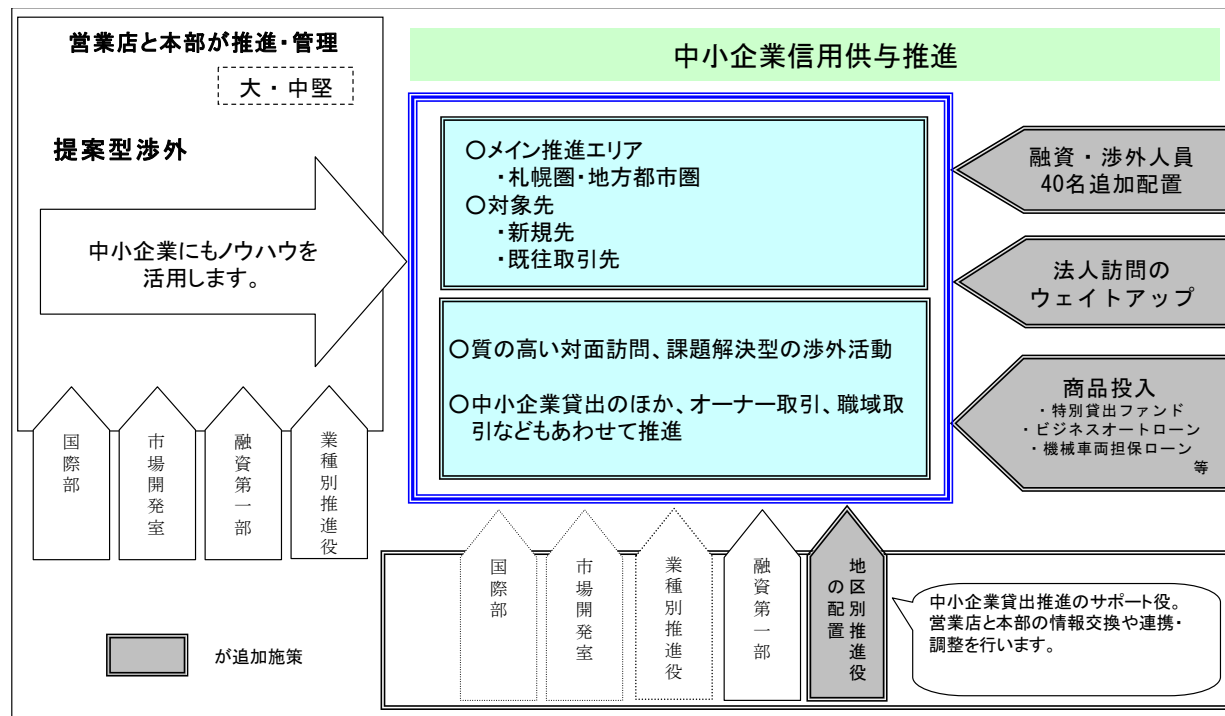 営業店と本部が推進・管理
大・中堅
提案型渉外
中小企業にもノウハウを
活用します。
国際部
市場開発室
融資第一部
業種別推進役
中小企業信用供与推進
○メイン推進エリア
・札幌圏・地方都市圏
○対象先
・新規先
・既往取引先
○質の高い対面訪問、課題解決型の渉外活動
○中小企業貸出のほか、オーナー取引、職域取
引などもあわせて推進
融資・渉外人員
40名追加配置
法人訪問の
ウェイトアップ
商品投入
・特別貸出ファンド
・ビジネスオートローン
・機械車両担保ローン
等
国際部
市場開発室
業種別推進役
融資第一部
地区別推進役
の配置
中小企業貸出推進のサポート役。
営業店と本部の情報交換や連携・
調整を行います。
が追加施策